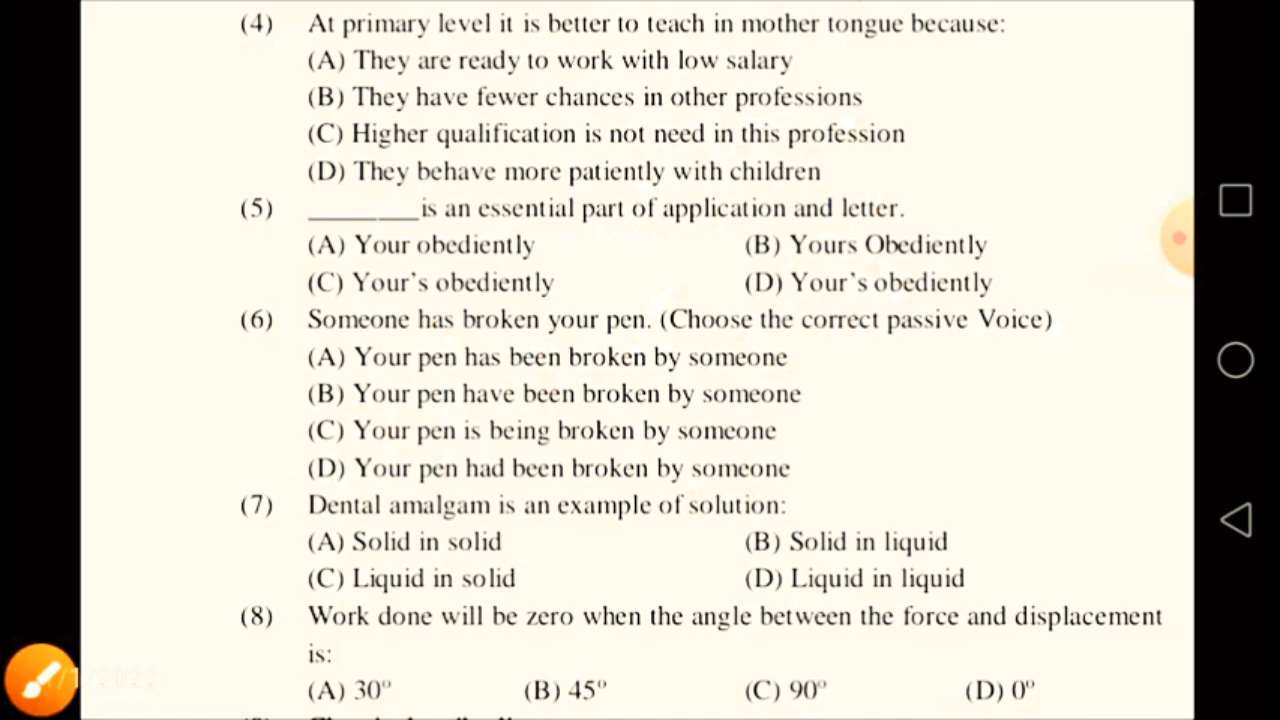 (4) At primary level it is better to teach in mother tongue because:
(A) They are ready to work with low salary
(B) They have fewer chances in other professions
(C) Higher qualification is not need in this profession
(D) They behave more patiently with children
(5) ________is an essential part of application and letter.
(A) Your obediently (B) Yours Obediently
(C) Your's obediently (D) Your's obediently
(6) Someone has broken your pen. (Choose the correct passive Voice)
(A) Your pen has been broken by someone
(B) Your pen have been broken by someone
(C) Your pen is being broken by someone
(D) Your pen had been broken by someone
(7) Dental amalgam is an example of solution:
(A) Solid in solid (B) Solid in liquid
(C) Liquid in solid (D) Liquid in liquid
(8) Work done will be zero when the angle between the force and displacement
is:
(A) 30° (B) 45° (C) 90° (D) 0°
/1/2022